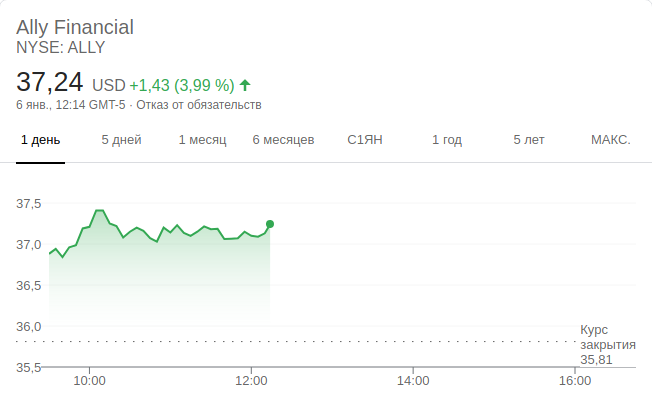 Ally Financial
NYSE: ALLY
37,24 USD +1,43 (3,99 %)
6 янв., 12:14 GMT-5 · Отказ от обязательств
1 день 5 дней 1 месяц 6 месяцев С1ЯН 1 год 5 лет МАКС.
37,5
37,0
36,5
36,0
Курс
закрытия
35,81
35,5
10:00 12:00 14:00 16:00